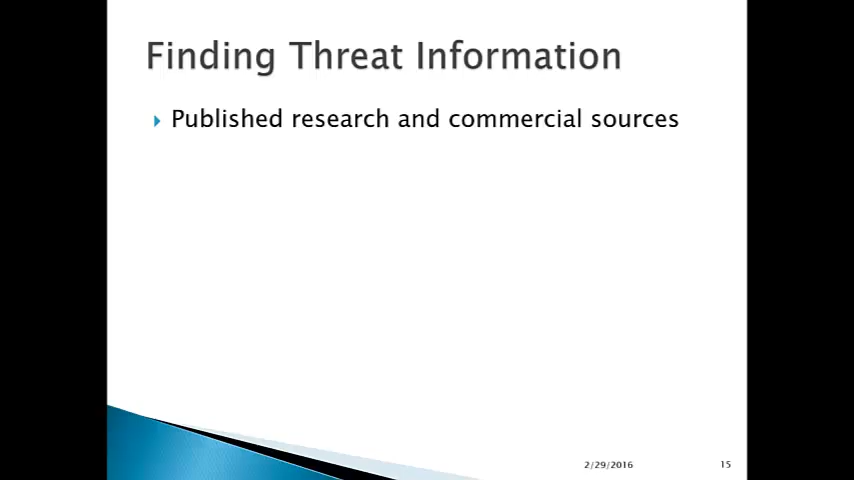 Finding Threat Information
Published research and commercial sources
2/29/2016
15